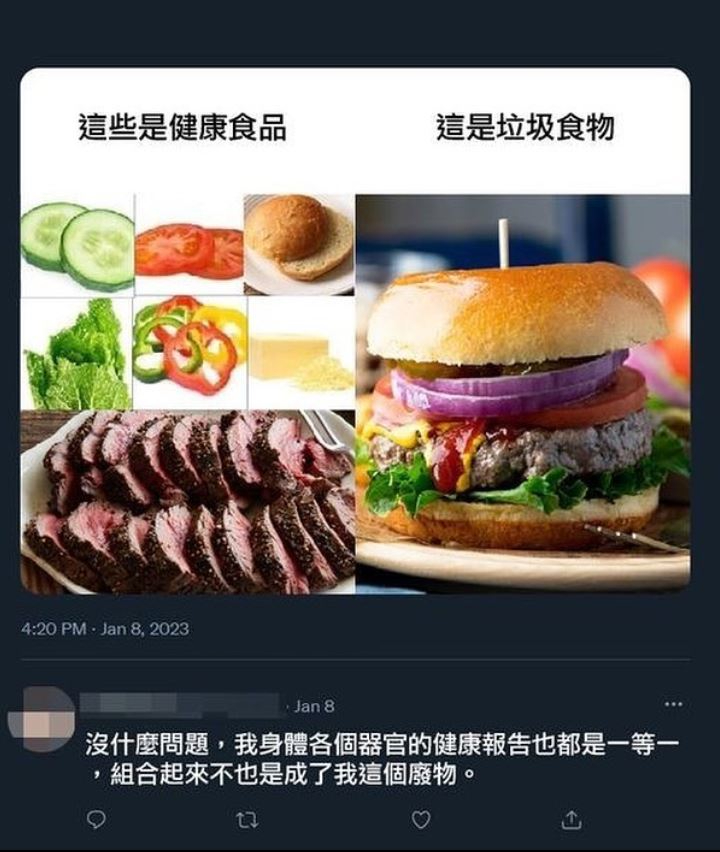 這些是健康食品
這是垃圾食物
4:20 PM · Jan 8, 2023
· Jan 8
沒什麼問題，我身體各個器官的健康報告也都是一等一
，組合起來不也是成了我這個廢物。